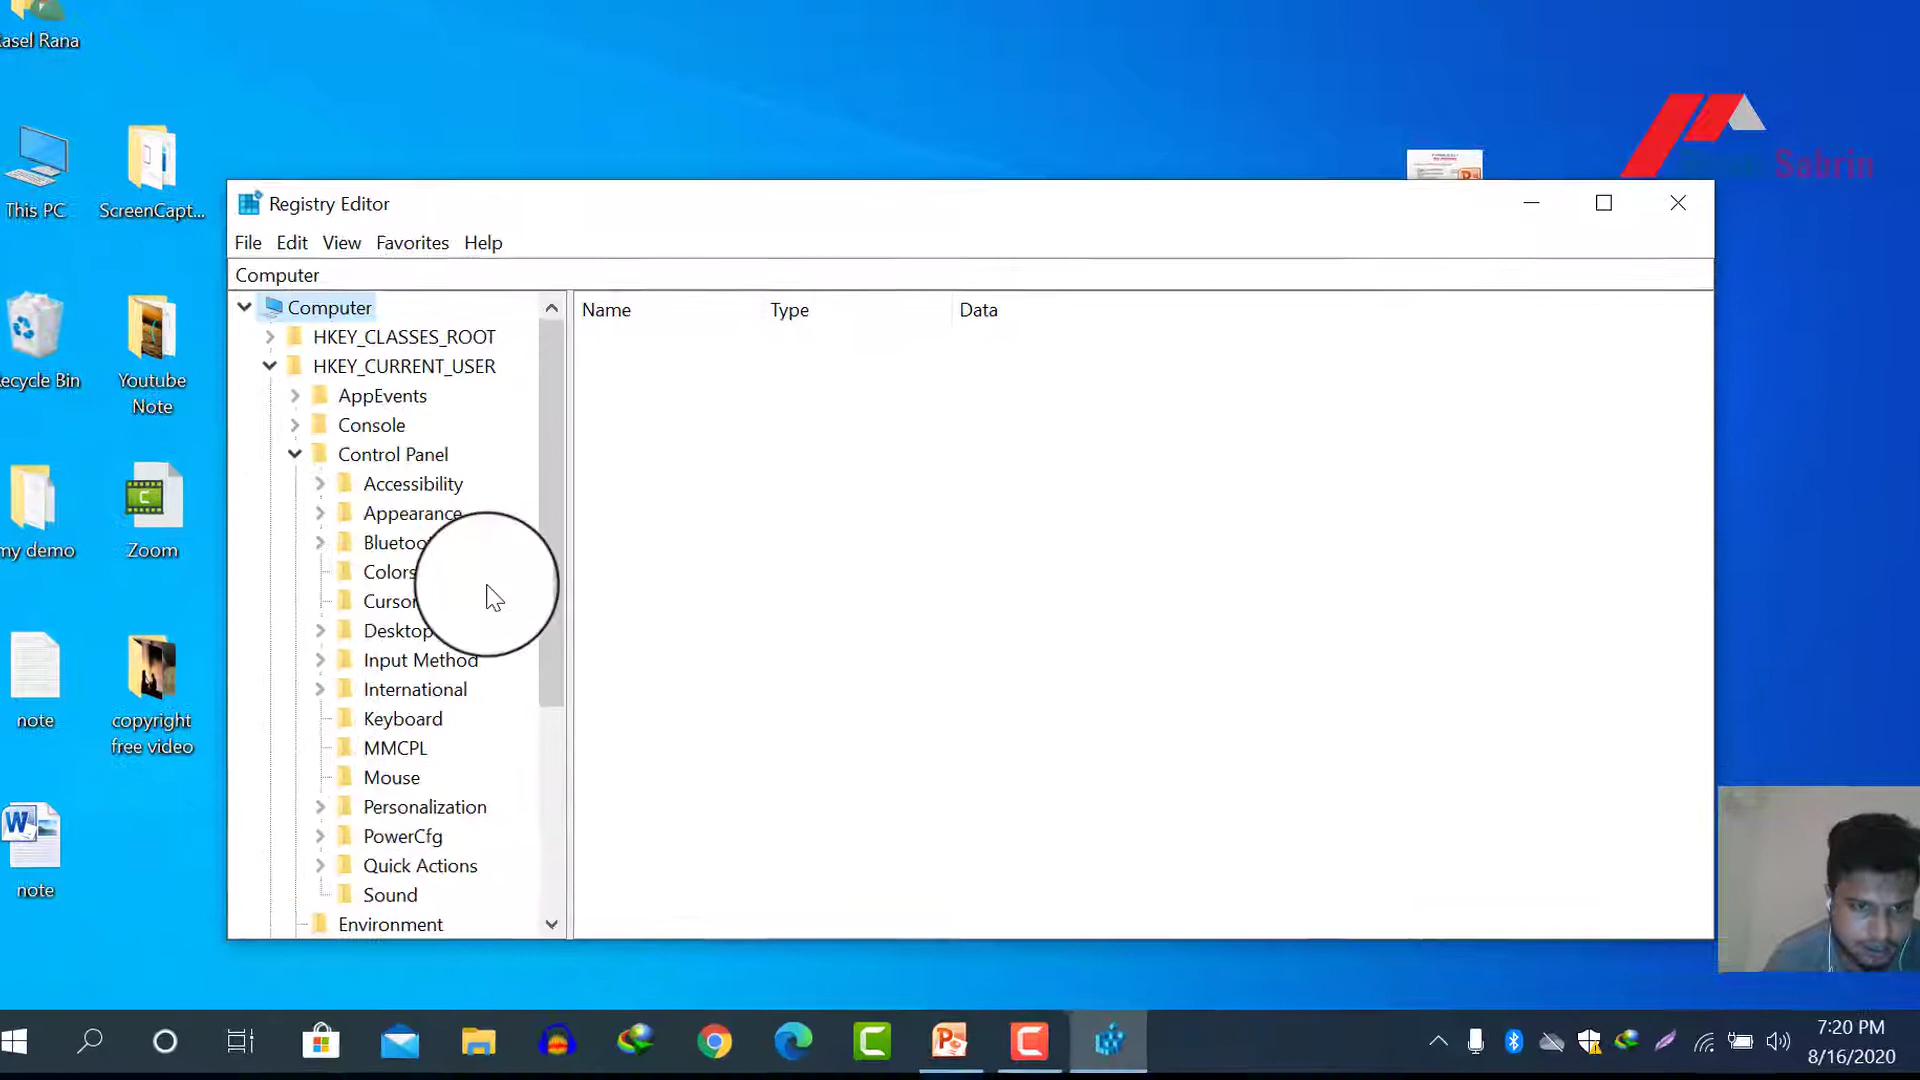 asel Rana
This PC
ScreenCapt...
ecycle Bin
Youtube
Note
my demo
Zoom
note
copyright
free video
note
Sabrin
Registry Editor
File Edit View Favorites Help
Computer
Computer
HKEY_CLASSES_ROOT
HKEY_CURRENT_USER
AppEvents
Console
Control Panel
Accessibility
Appearance
Bluetoo
Colors
Cursor
Desktop
Input Method
International
Keyboard
MMCPL
Mouse
Personalization
PowerCfg
Quick Actions
Sound
Environment
Name Type Data
7:20 PM
8/16/2020